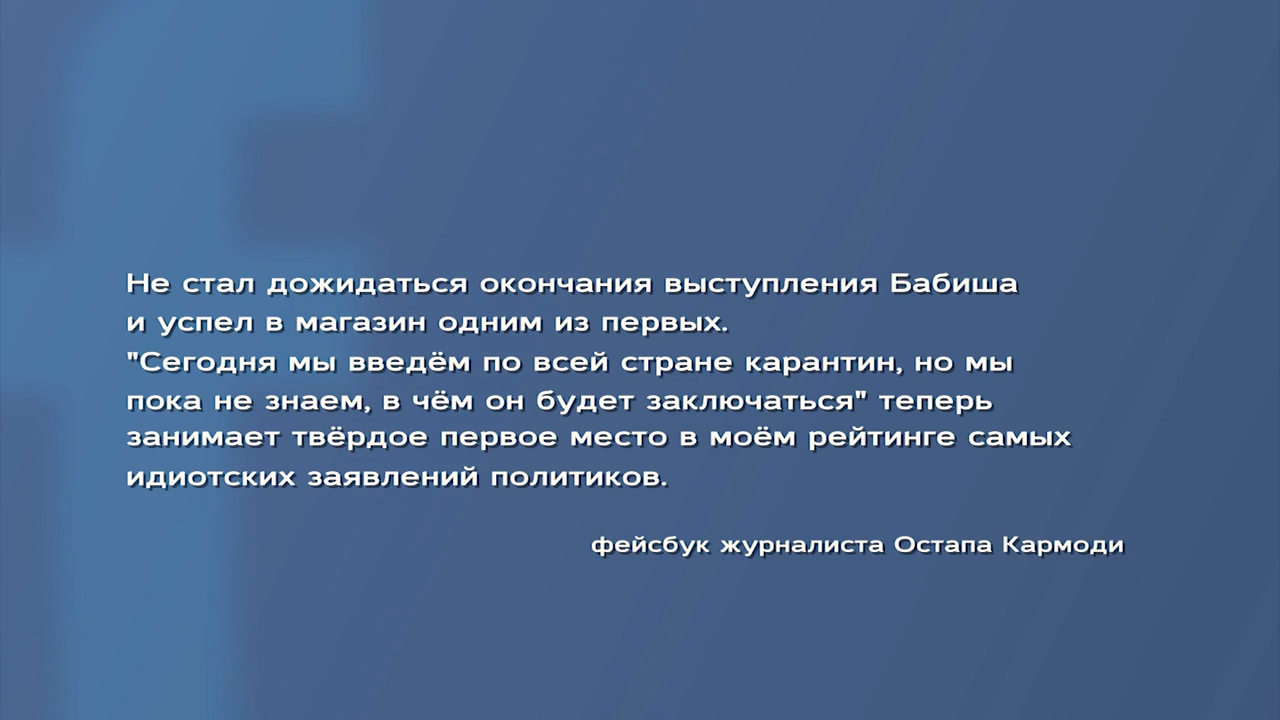 Не стал дожидаться окончания выступления Бабиша
и успел в магазин одним из первых.
"Сегодня мы введём по всей стране карантин, но мы
пока не знаем, в чём он будет заключаться" теперь
занимает твёрдое первое место в моём рейтинге самых
идиотских заявлений политиков.
фейсбук журналиста Остапа Кармоди